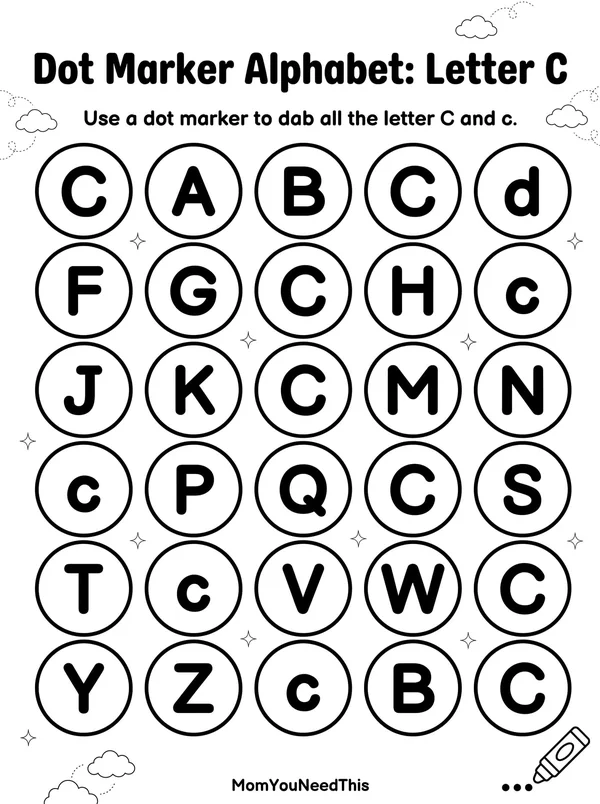 Dot Marker Alphabet: Letter C
Use a dot marker to dab all the letter C and c.
C A B C d
F G C H c
J K C M N
c P Q C S
T c V W C
Y Z c B C
MomYouNeedThis